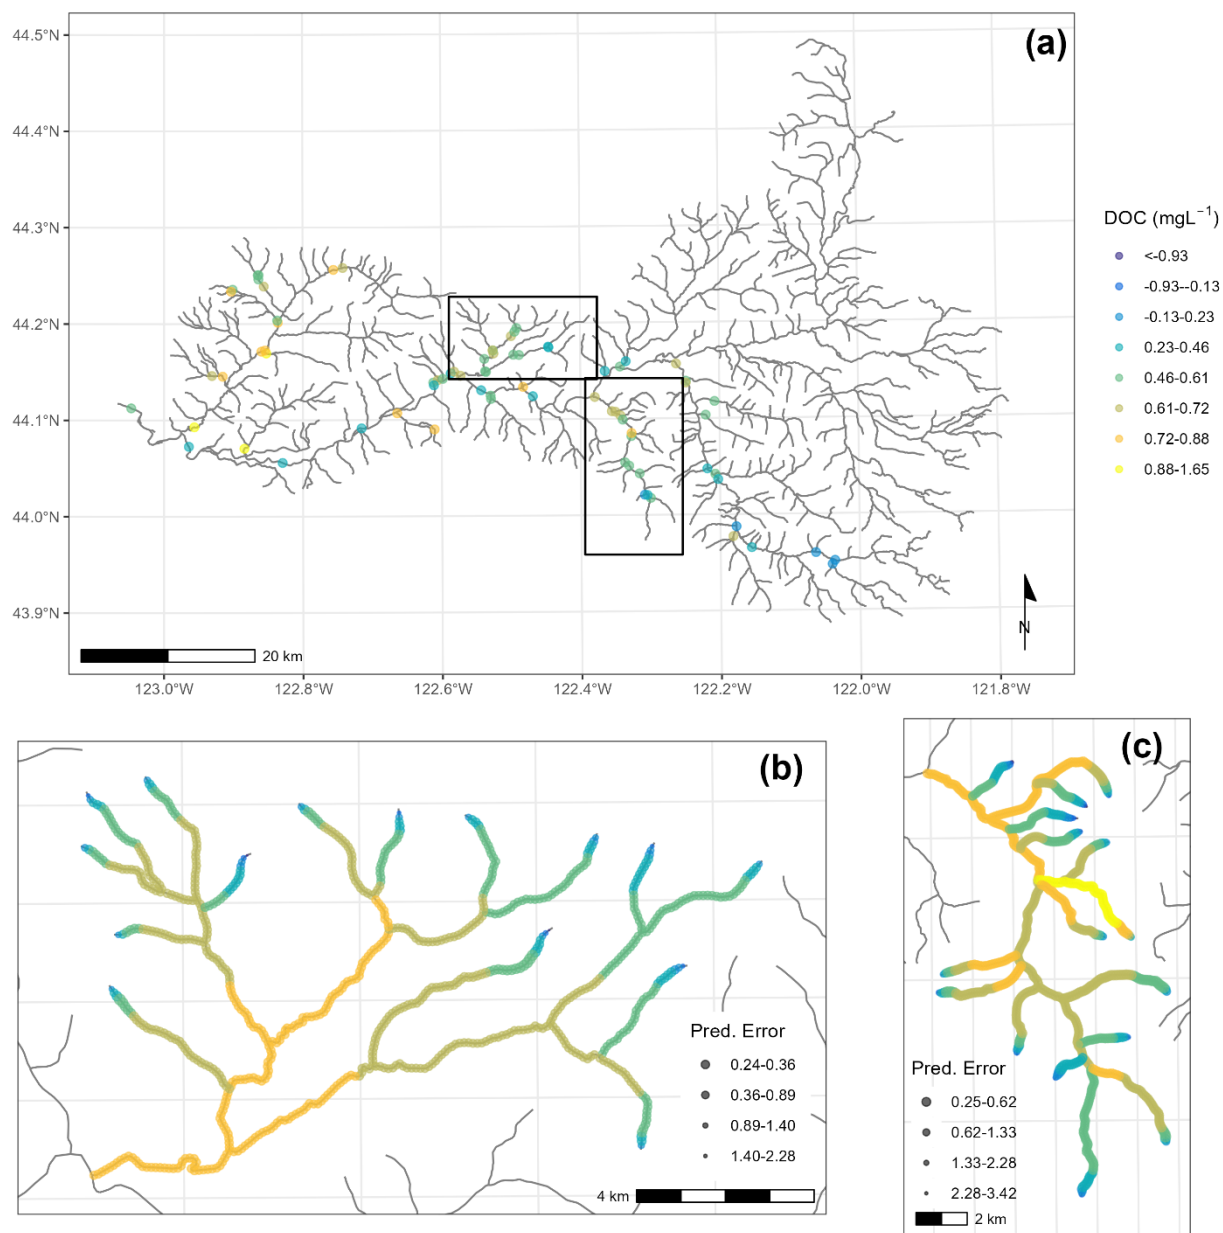 (a)
44.5°N
44.4°N
44.3°N
44.2°N
44.1°N
44.0°N
43.9°N
123.0°W 122.8°W 122.6°W 122.4°W 122.2°W 122.0°W 121.8°W
20 km
N
DOC (mgL⁻¹)
<-0.93
-0.93--0.13
-0.13-0.23
0.23-0.46
0.46-0.61
0.61-0.72
0.72-0.88
0.88-1.65
(b)
Pred. Error
0.24-0.36
0.36-0.89
0.89-1.40
1.40-2.28
4 km
(c)
Pred. Error
0.25-0.62
0.62-1.33
1.33-2.28
2.28-3.42
2 km